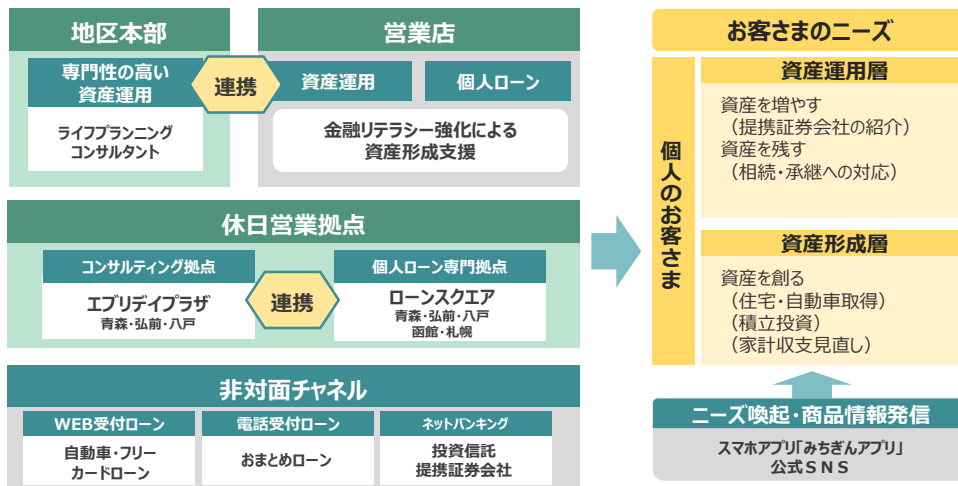 地区本部
専門性の高い
資産運用
ライフプランニング
コンサルタント
連携
営業店
資産運用
個人ローン
金融リテラシー強化による
資産形成支援
休日営業拠点
コンサルティング拠点
エブリデイプラザ
青森・弘前・八戸
連携
個人ローン専門拠点
ローンスクエア
青森・弘前・八戸
函館・札幌
非対面チャネル
WEB受付ローン
自動車・フリー
カードローン
電話受付ローン
おまとめローン
ネットバンキング
投資信託
提携証券会社
お客さまのニーズ
個人のお客さま
資産運用層
資産を増やす
（提携証券会社の紹介）
資産を残す
（相続・承継への対応）
資産形成層
資産を創る
（住宅・自動車取得）
（積立投資）
（家計収支見直し）
ニーズ喚起・商品情報発信
スマホアプリ「みちぎんアプリ」
公式ＳＮＳ